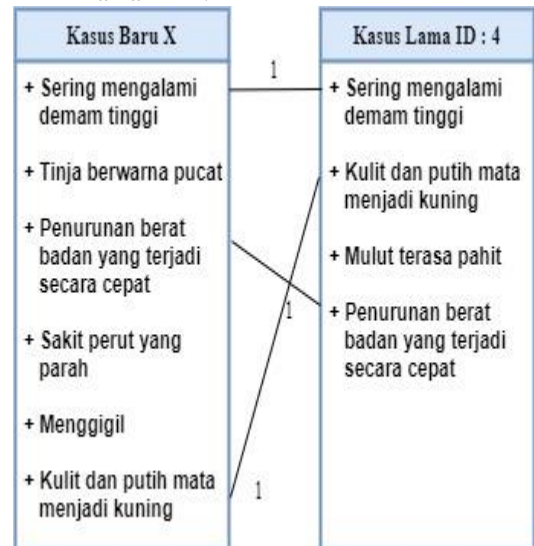 Kasus Baru X
+ Sering mengalami
demam tinggi
+ Tinja berwarna pucat
+ Penurunan berat
badan yang terjadi
secara cepat
+ Sakit perut yang
parah
+ Menggigil
+ Kulit dan putih mata
menjadi kuning
1
1
1
Kasus Lama ID : 4
+ Sering mengalami
demam tinggi
+ Kulit dan putih mata
menjadi kuning
+ Mulut terasa pahit
+ Penurunan berat
badan yang terjadi
secara cepat